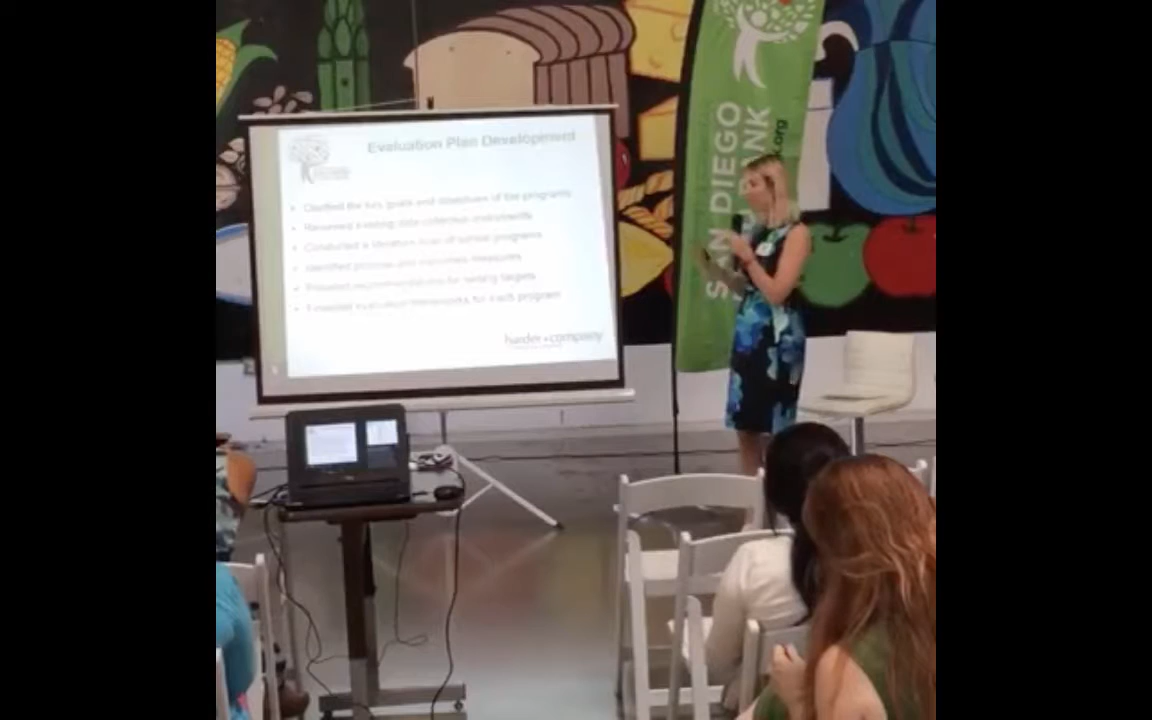 Evaluation Plan Development
Clarified the key goals and objectives of the programs
Reviewed existing data collection instruments
Conducted a literature scan of similar programs
Identified process and outcomes measures
Provided recommendations for setting targets
evaluation frameworks for each program
harder+company
SAN DIEGO
BANK
.org